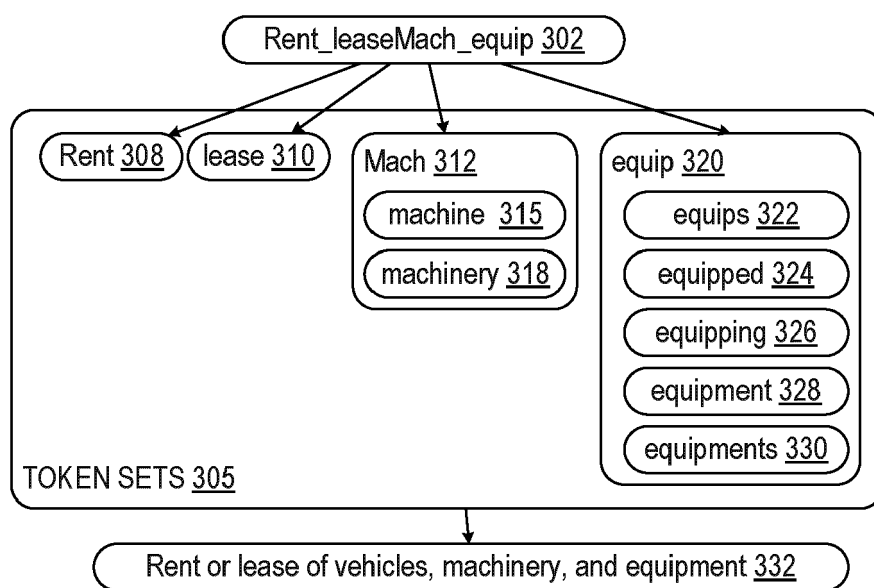 Rent_leaseMach_equip 302
Rent 308
lease 310
Mach 312
machine 315
machinery 318
equip 320
equips 322
equipped 324
equipping 326
equipment 328
equipments 330
TOKEN SETS 305
Rent or lease of vehicles, machinery, and equipment 332